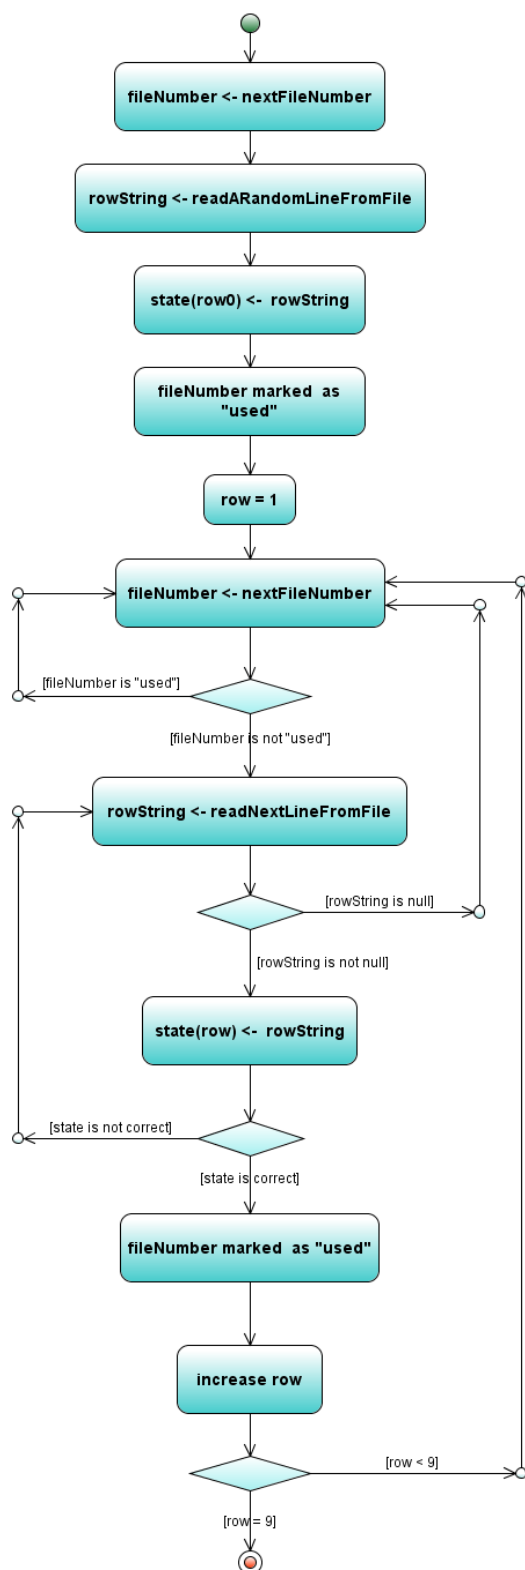 fileNumber <- nextFileNumber
rowString <- readARandomLineFromFile
state(row0) <- rowString
fileNumber marked as
"used"
row = 1
fileNumber <- nextFileNumber
[fileNumber is "used"]
[fileNumber is not "used"]
rowString <- readNextLineFromFile
[rowString is null]
[rowString is not null]
state(row) <- rowString
[state is not correct]
[state is correct]
fileNumber marked as "used"
increase row
[row < 9]
[row = 9]